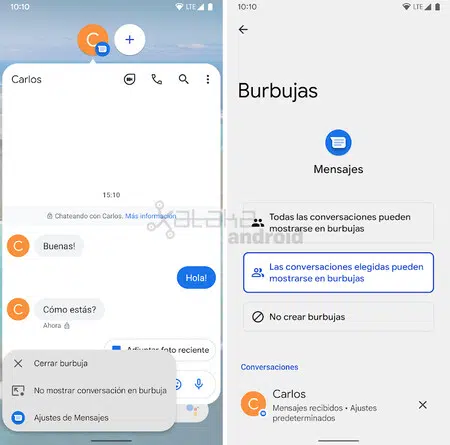 10:10
LTE
C
+
Carlos
15:10
Chateando con Carlos. Más información
C
Buenas!
Hola!
C
Cómo estás?
Ahora
Adjuntar foto reciente
Cerrar burbuja
No mostrar conversación en burbuja
Ajustes de Mensajes
10:10
LTE
Burbujas
Mensajes
Todas las conversaciones pueden
mostrarse en burbujas
Las conversaciones elegidas pueden
mostrarse en burbujas
No crear burbujas
Conversaciones
C
Carlos
Mensajes recibidos • Ajustes
predeterminados
xataka
android